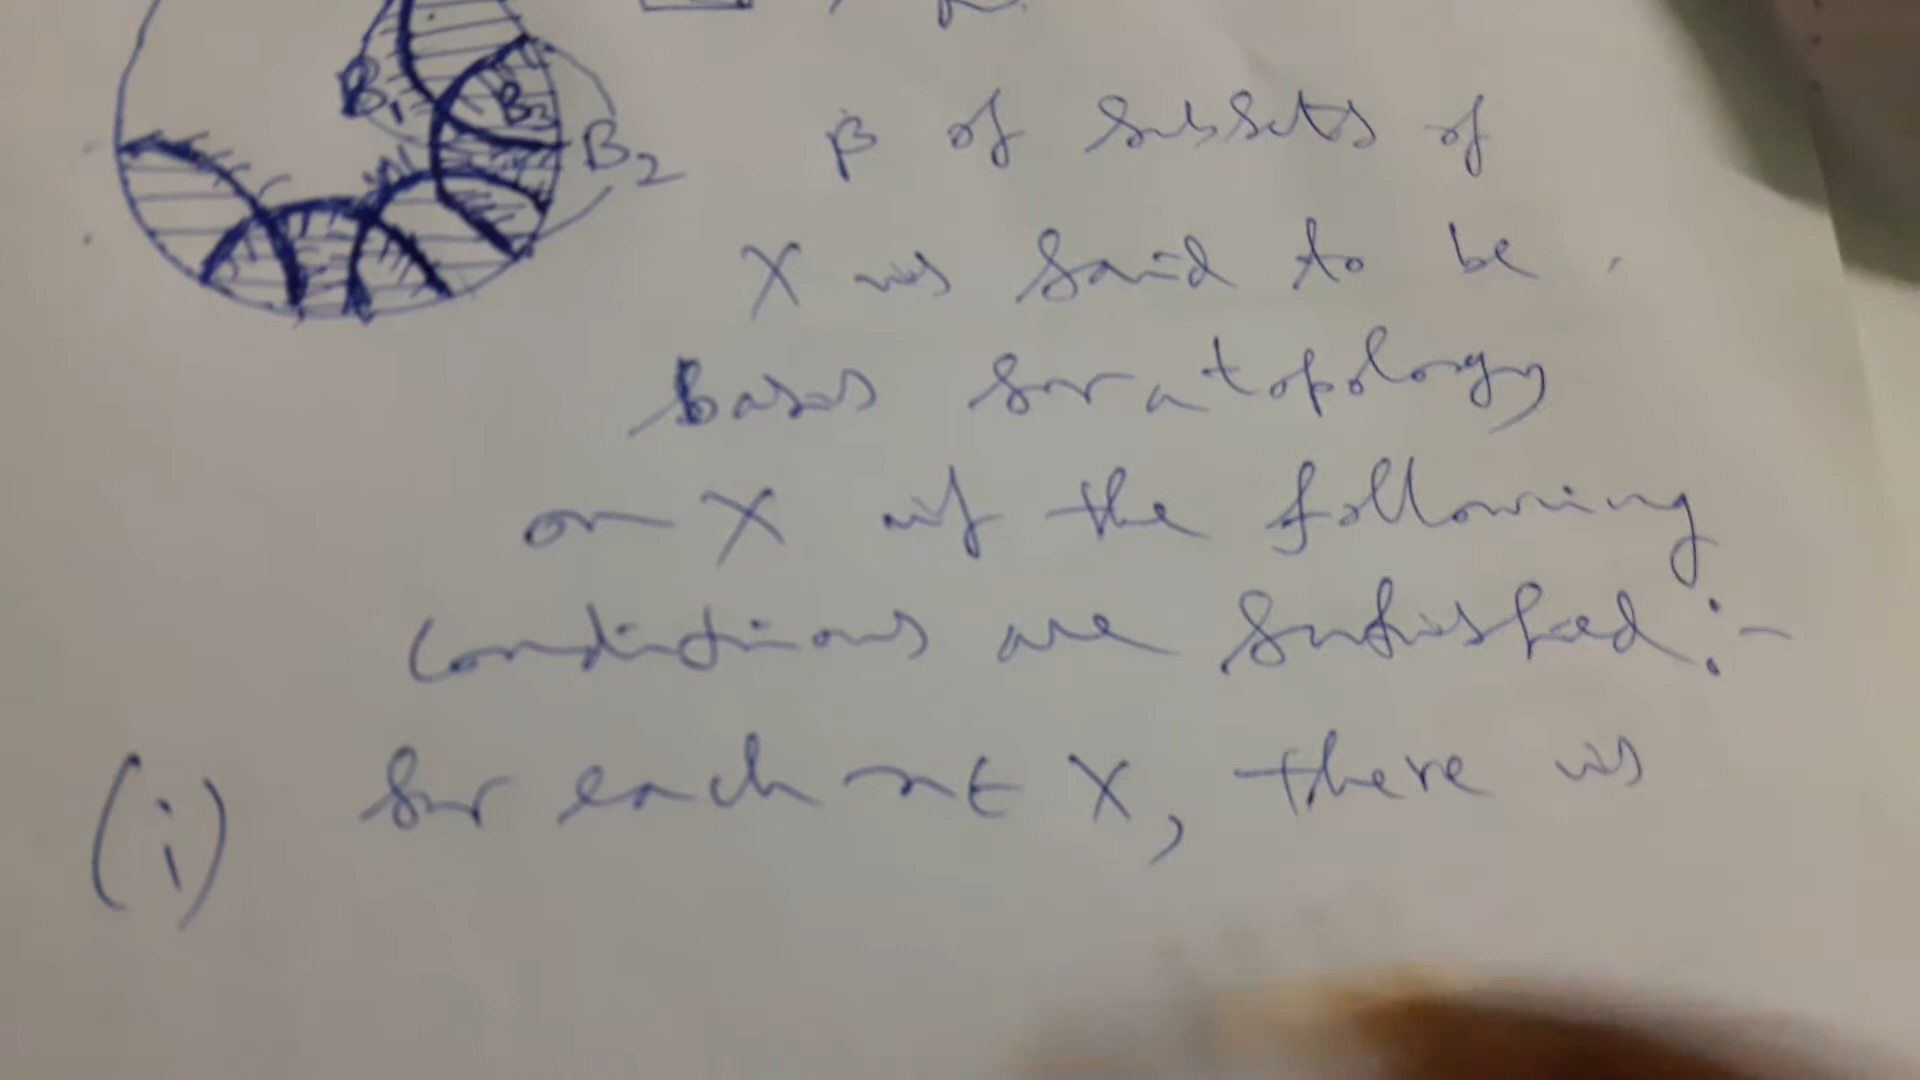 B₁
B₃
B₂
β of subsets of
X is said to be
basis for a topology
on X if the following
conditions are satisfied :-
(i) for each x ∈ X, there is